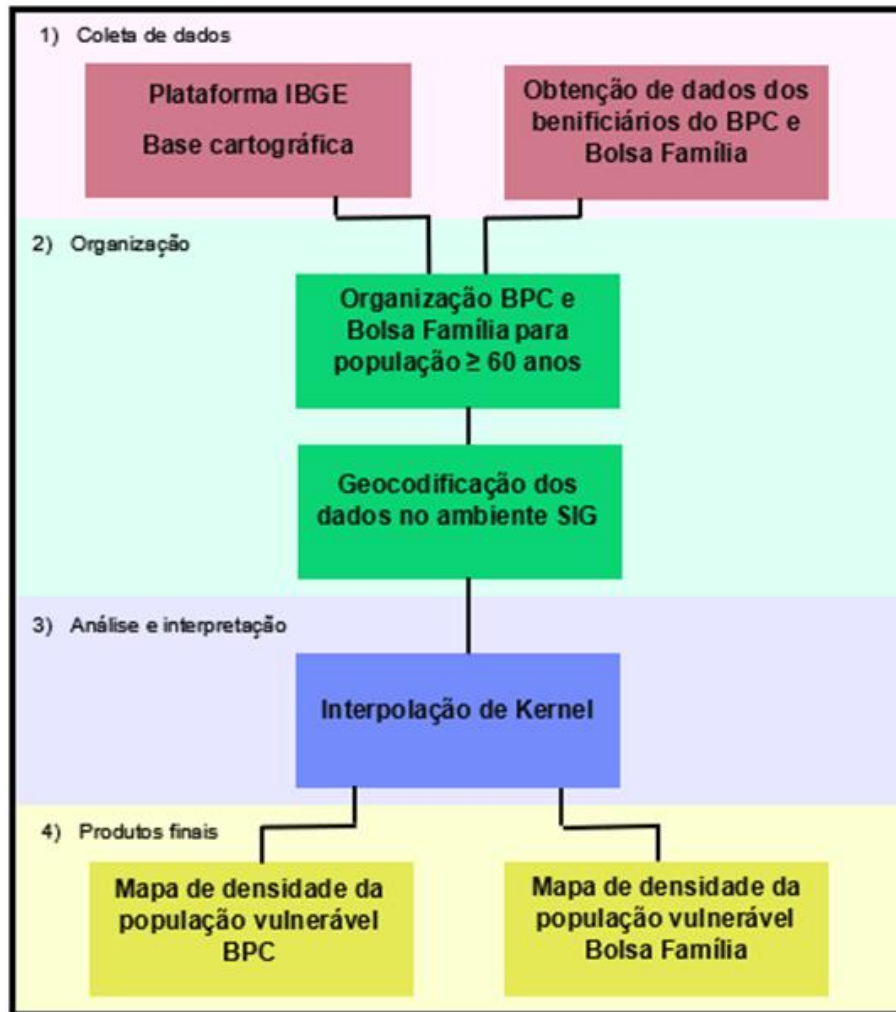 1) Coleta de dados
Plataforma IBGE
Base cartográfica
Obtenção de dados dos
benificiários do BPC e
Bolsa Família
2) Organização
Organização BPC e
Bolsa Família para
população ≥ 60 anos
Geocodificação dos
dados no ambiente SIG
3) Análise e interpretação
Interpolação de Kernel
4) Produtos finais
Mapa de densidade da
população vulnerável
BPC
Mapa de densidade da
população vulnerável
Bolsa Família